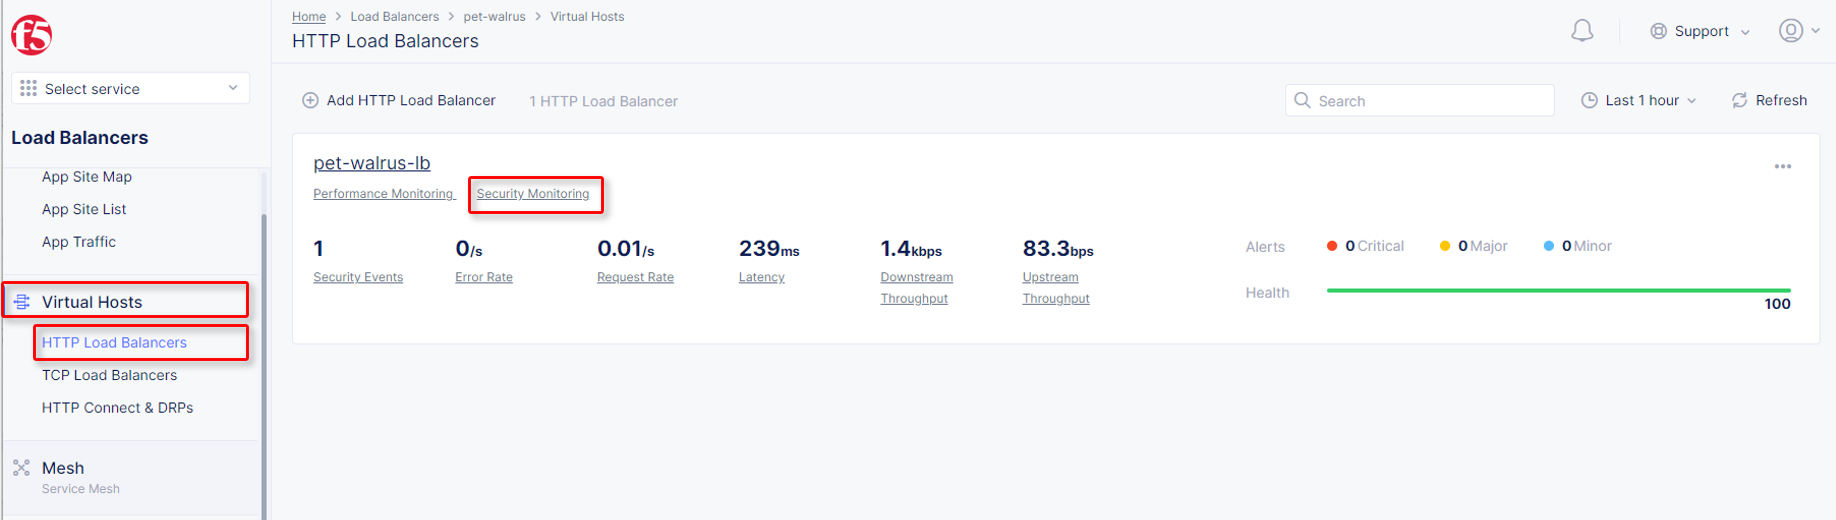 f5
Select service
Load Balancers
App Site Map
App Site List
App Traffic
Virtual Hosts
HTTP Load Balancers
TCP Load Balancers
HTTP Connect & DRPs
Mesh
Service Mesh
Home > Load Balancers > pet-walrus > Virtual Hosts
HTTP Load Balancers
Support
Add HTTP Load Balancer
1 HTTP Load Balancer
Search
Last 1 hour
Refresh
pet-walrus-lb
Performance Monitoring
Security Monitoring
1
Security Events
0/s
Error Rate
0.01/s
Request Rate
239ms
Latency
1.4kbps
Downstream
Throughput
83.3bps
Upstream
Throughput
Alerts
0 Critical
0 Major
0 Minor
Health
100